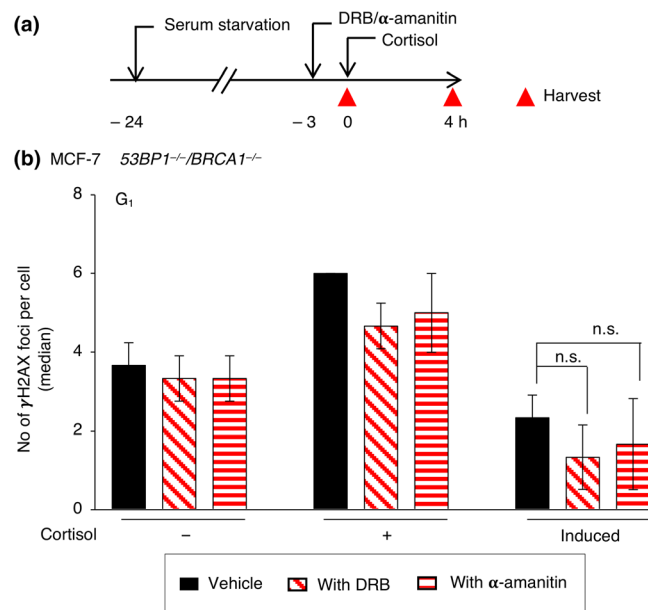 (a)
Serum starvation
DRB/α-amanitin
Cortisol
Harvest
– 24
– 3
0
4 h
(b) MCF-7 53BP1–/–/BRCA1–/–
G1
No of γH2AX foci per cell
(median)
8
6
4
2
0
n.s.
n.s.
Cortisol – + Induced
Vehicle With DRB With α-amanitin